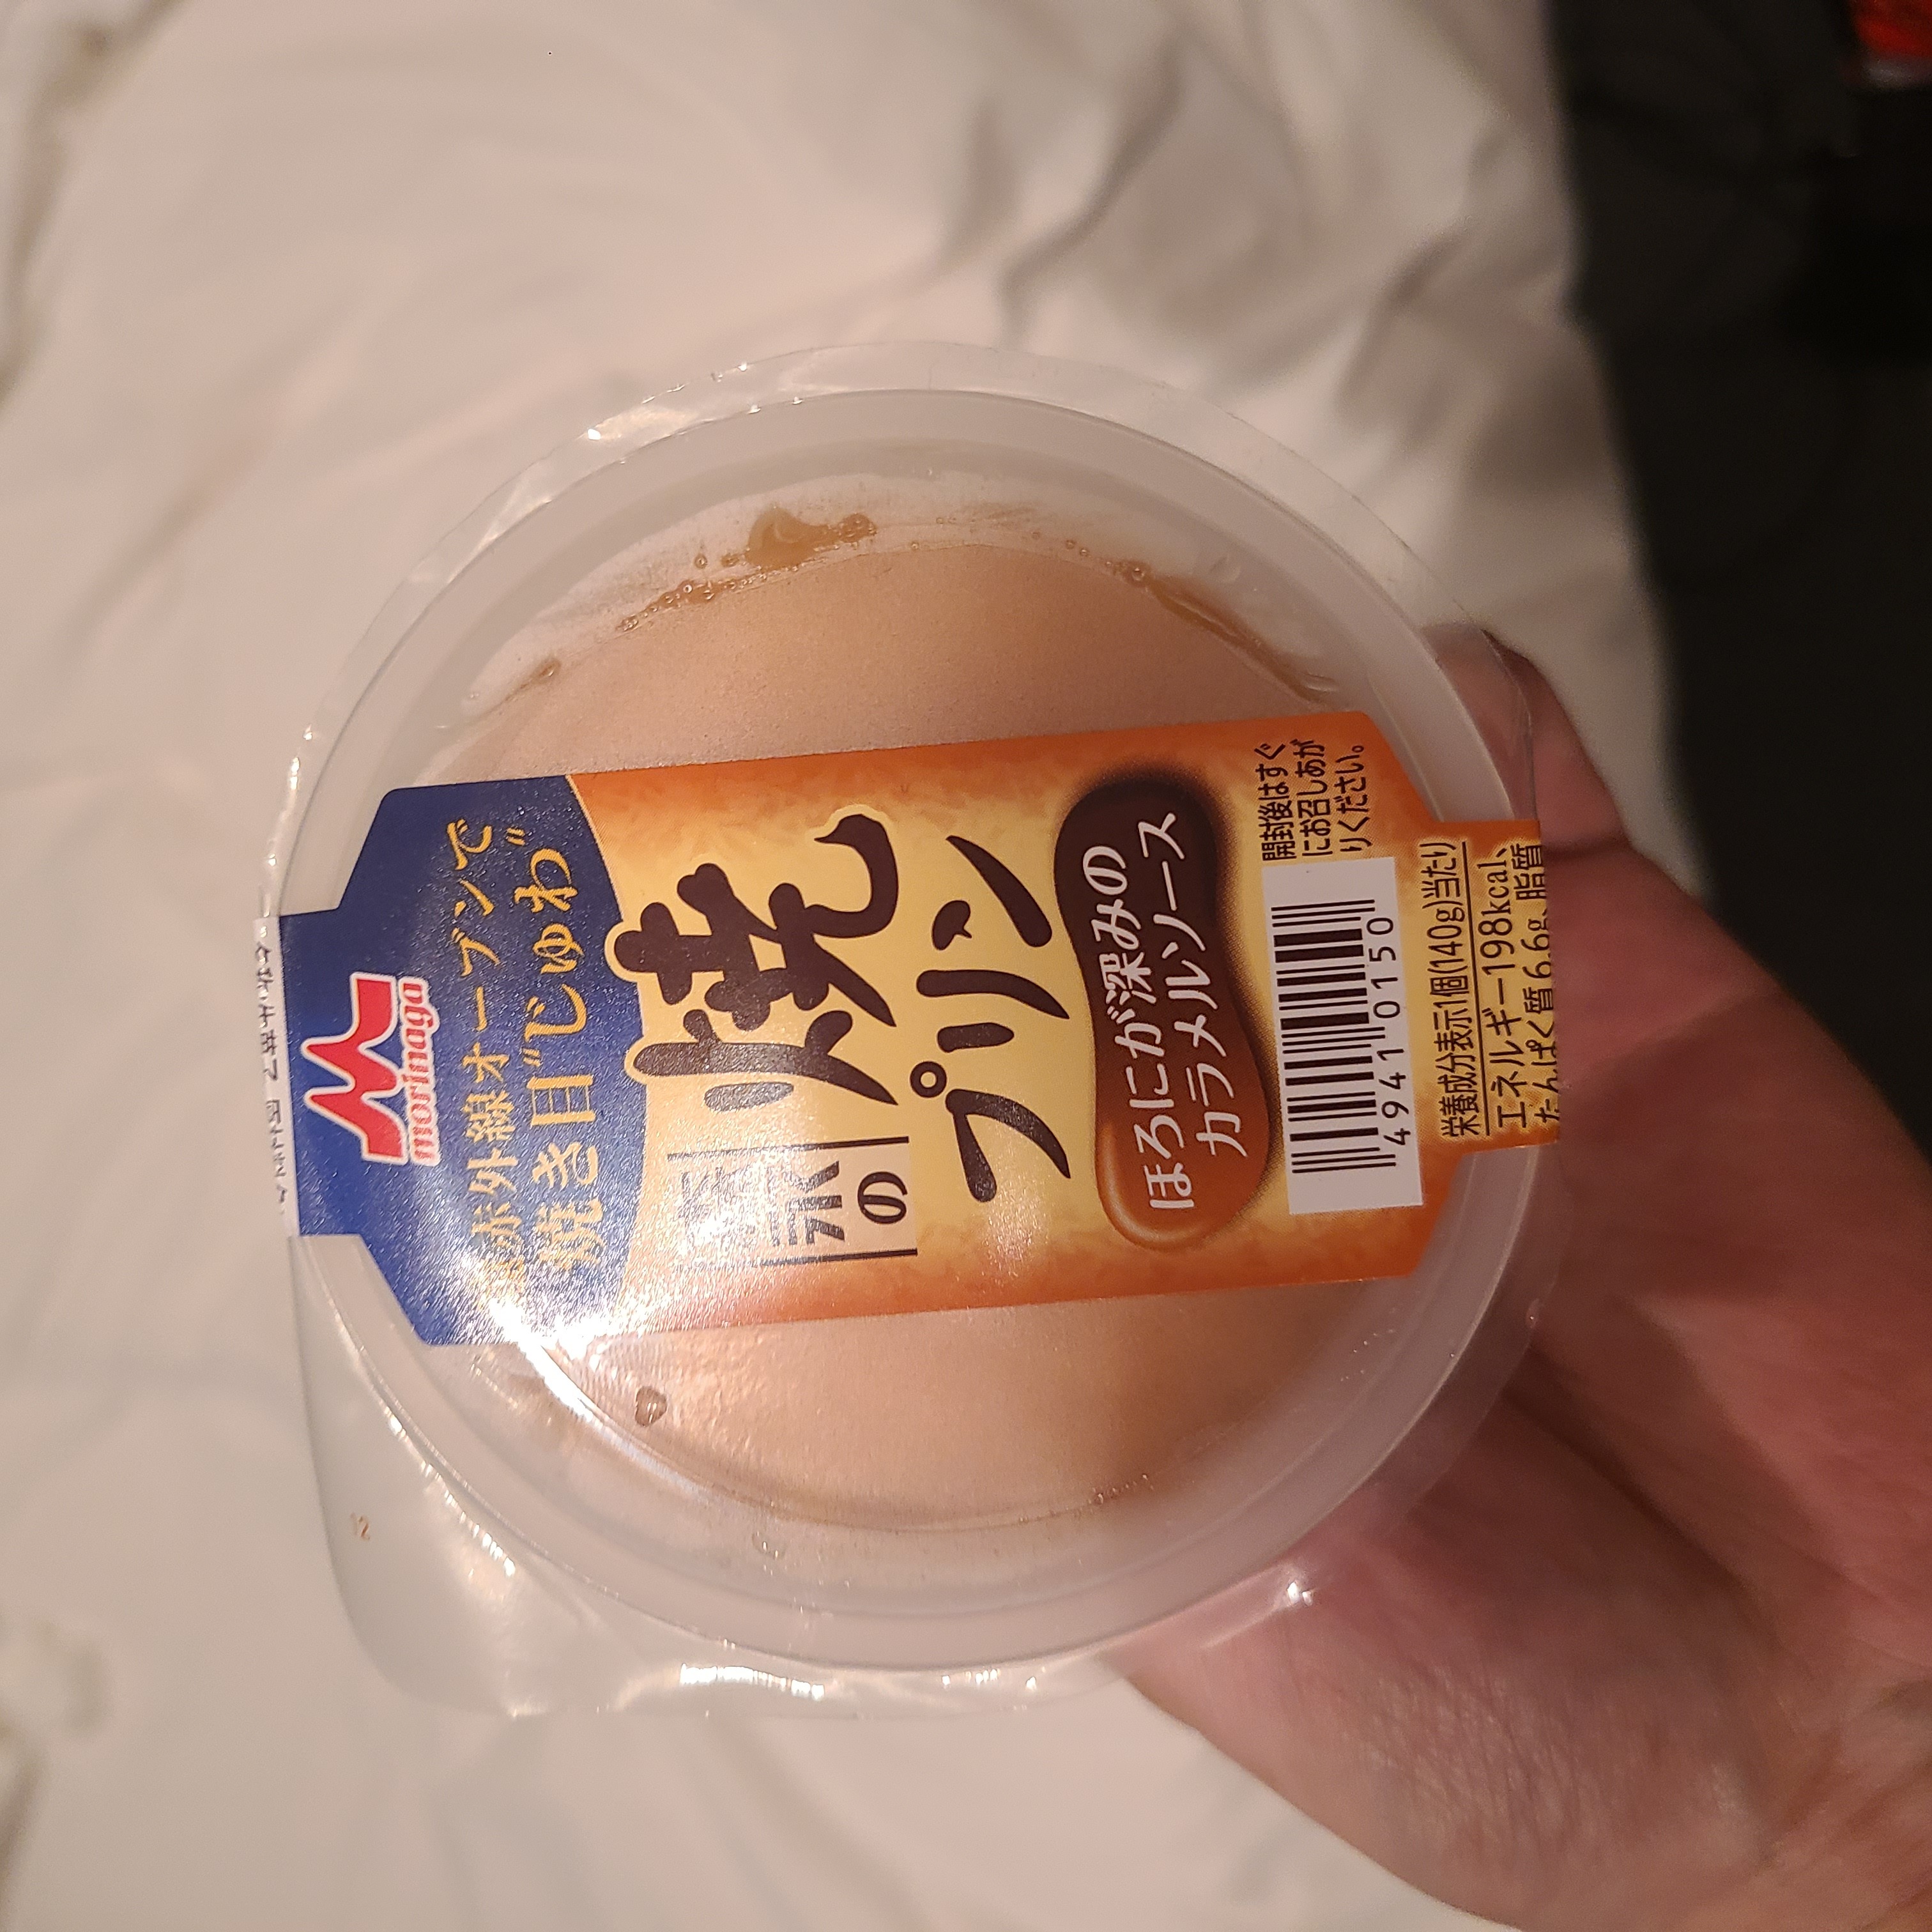 morinaga
遠赤外線オーブンで
焼き目"じゅわ"
森永の
焼
プリン
ほろにが深みの
カラメルソース
開封後はすぐ
にお召しあが
りください。
4941 0150
栄養成分表示1個(140g)当たり
エネルギー198kcal、
たんぱく質 6.6g、脂質
12